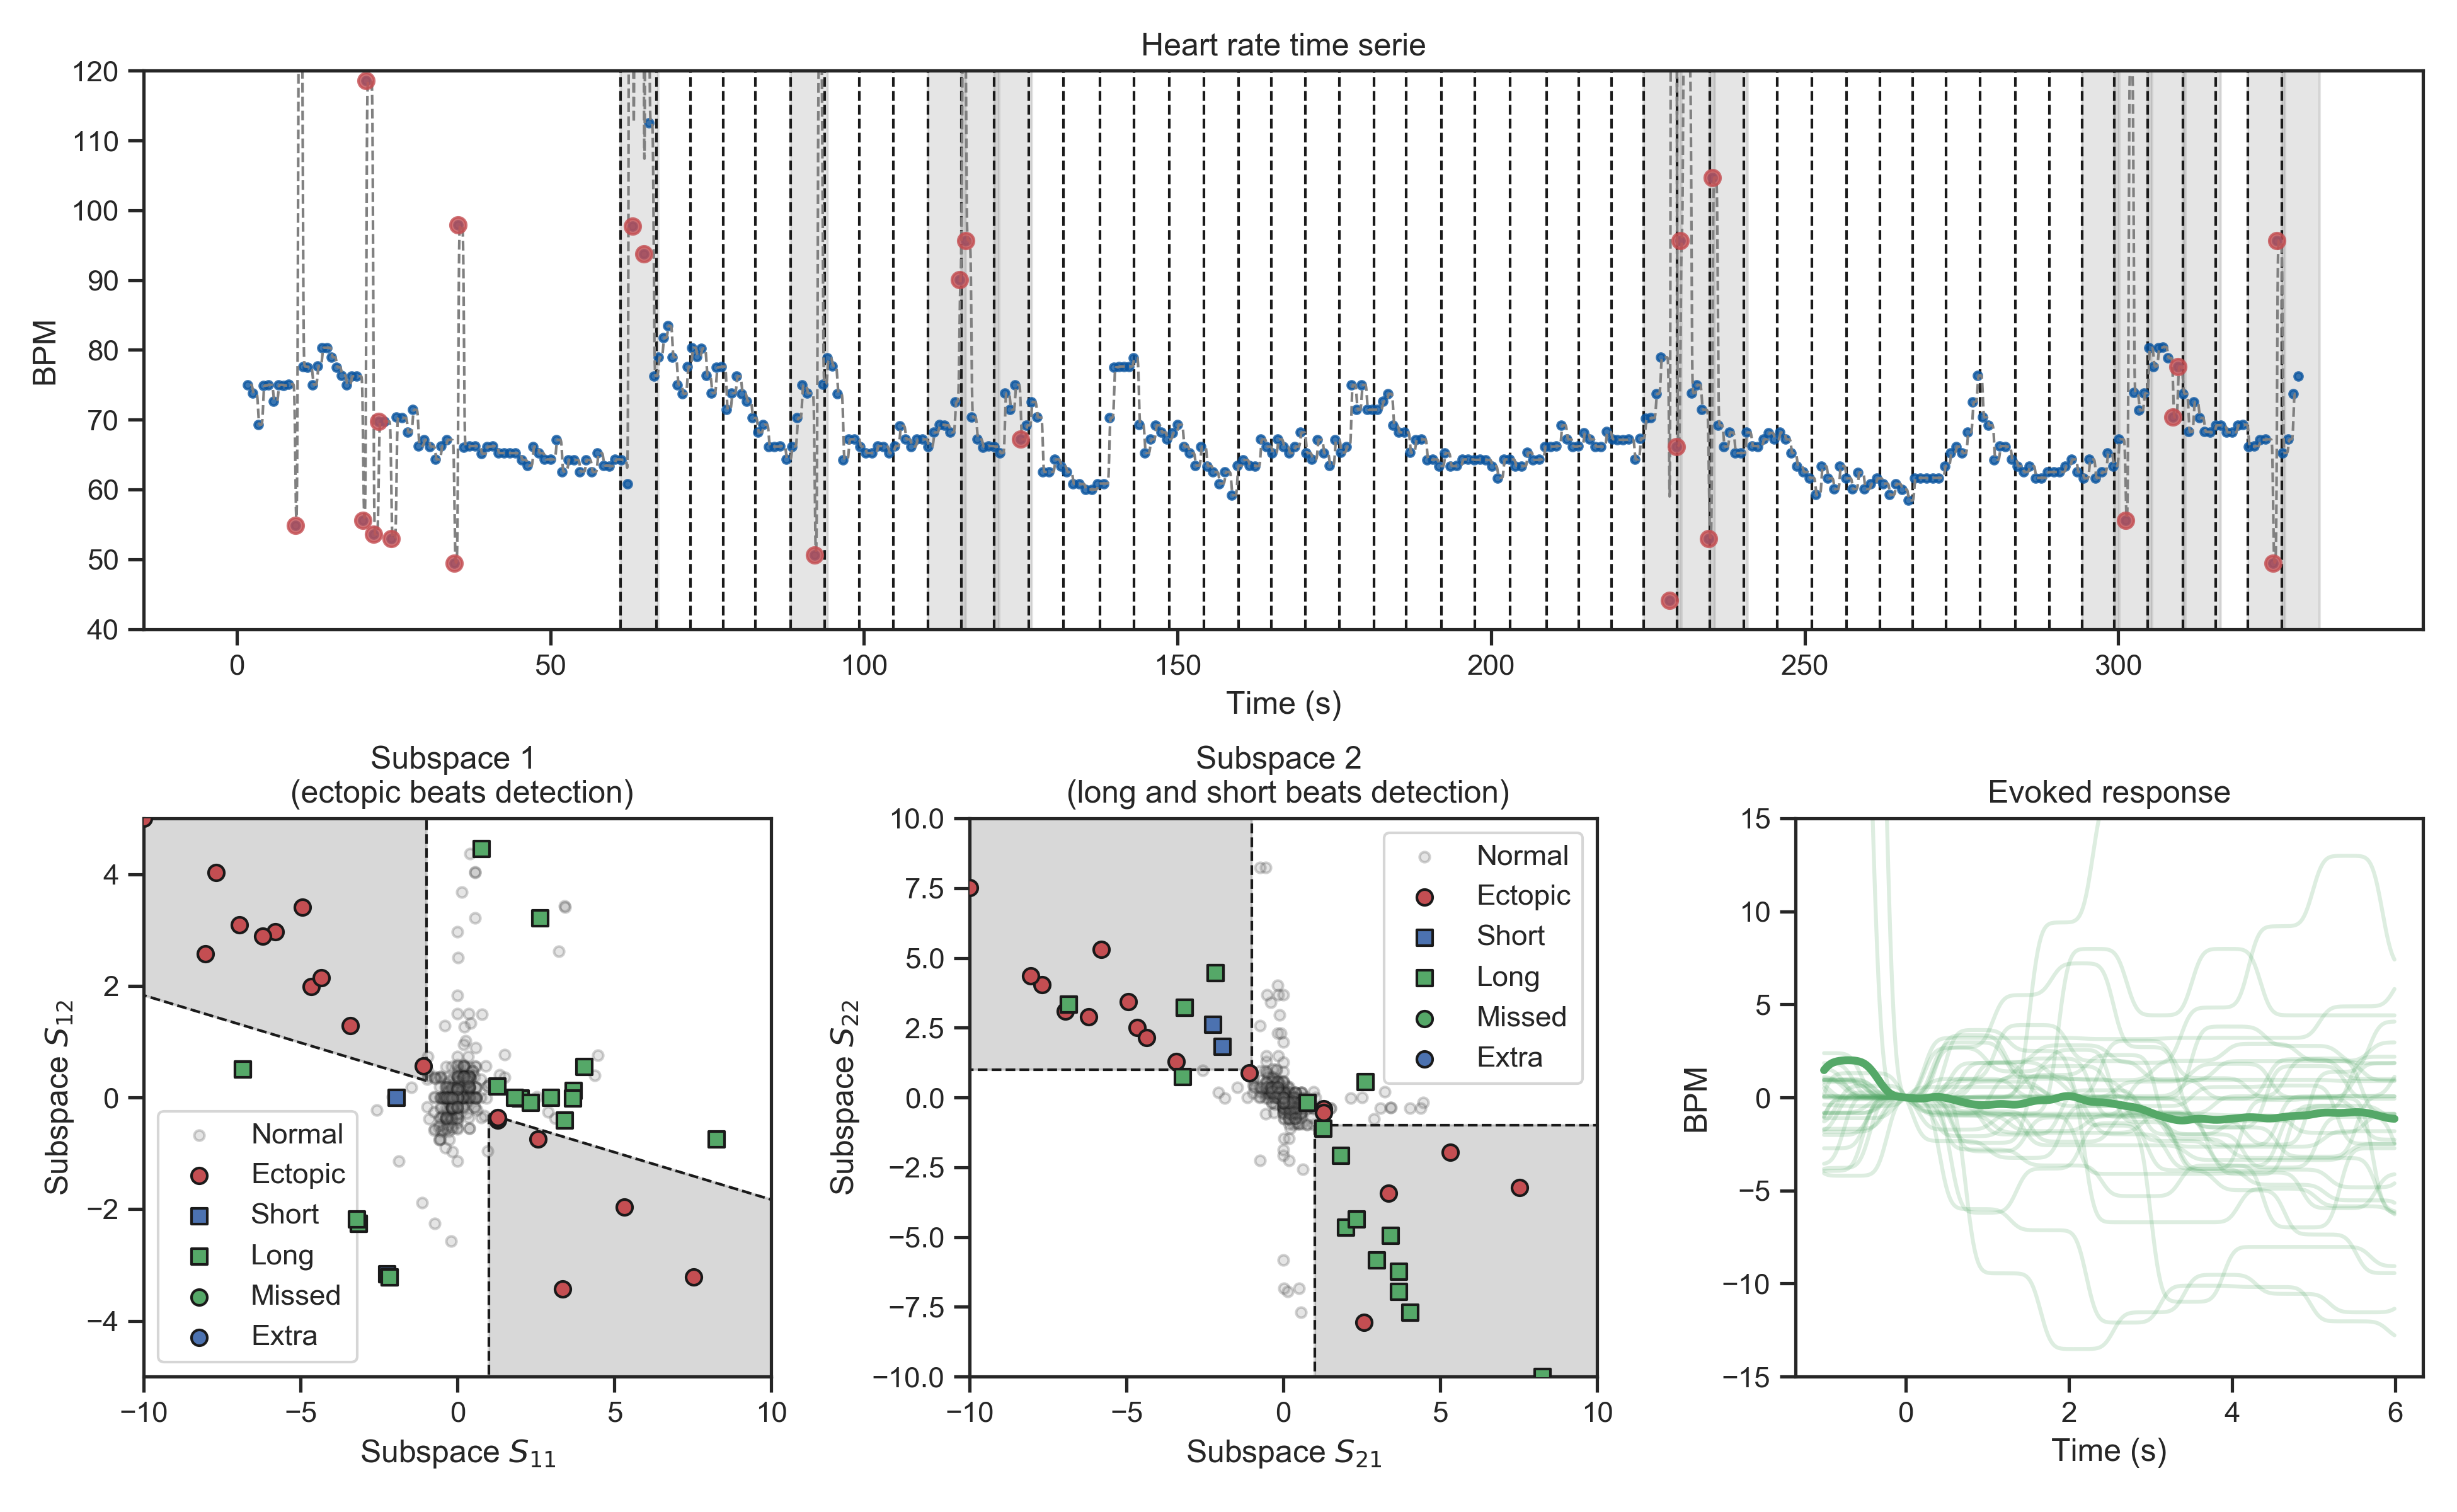 Heart rate time serie
120
110
100
90
80
70
60
50
40
BPM
0 50 100 150 200 250 300
Time (s)
Subspace 1
(ectopic beats detection)
4
2
0
−2
−4
Subspace S12
Normal
Ectopic
Short
Long
Missed
Extra
−10 −5 0 5 10
Subspace S11
Subspace 2
(long and short beats detection)
10.0
7.5
5.0
2.5
0.0
−2.5
−5.0
−7.5
−10.0
Subspace S22
Normal
Ectopic
Short
Long
Missed
Extra
−10 −5 0 5 10
Subspace S21
Evoked response
15
10
5
0
−5
−10
−15
BPM
0 2 4 6
Time (s)